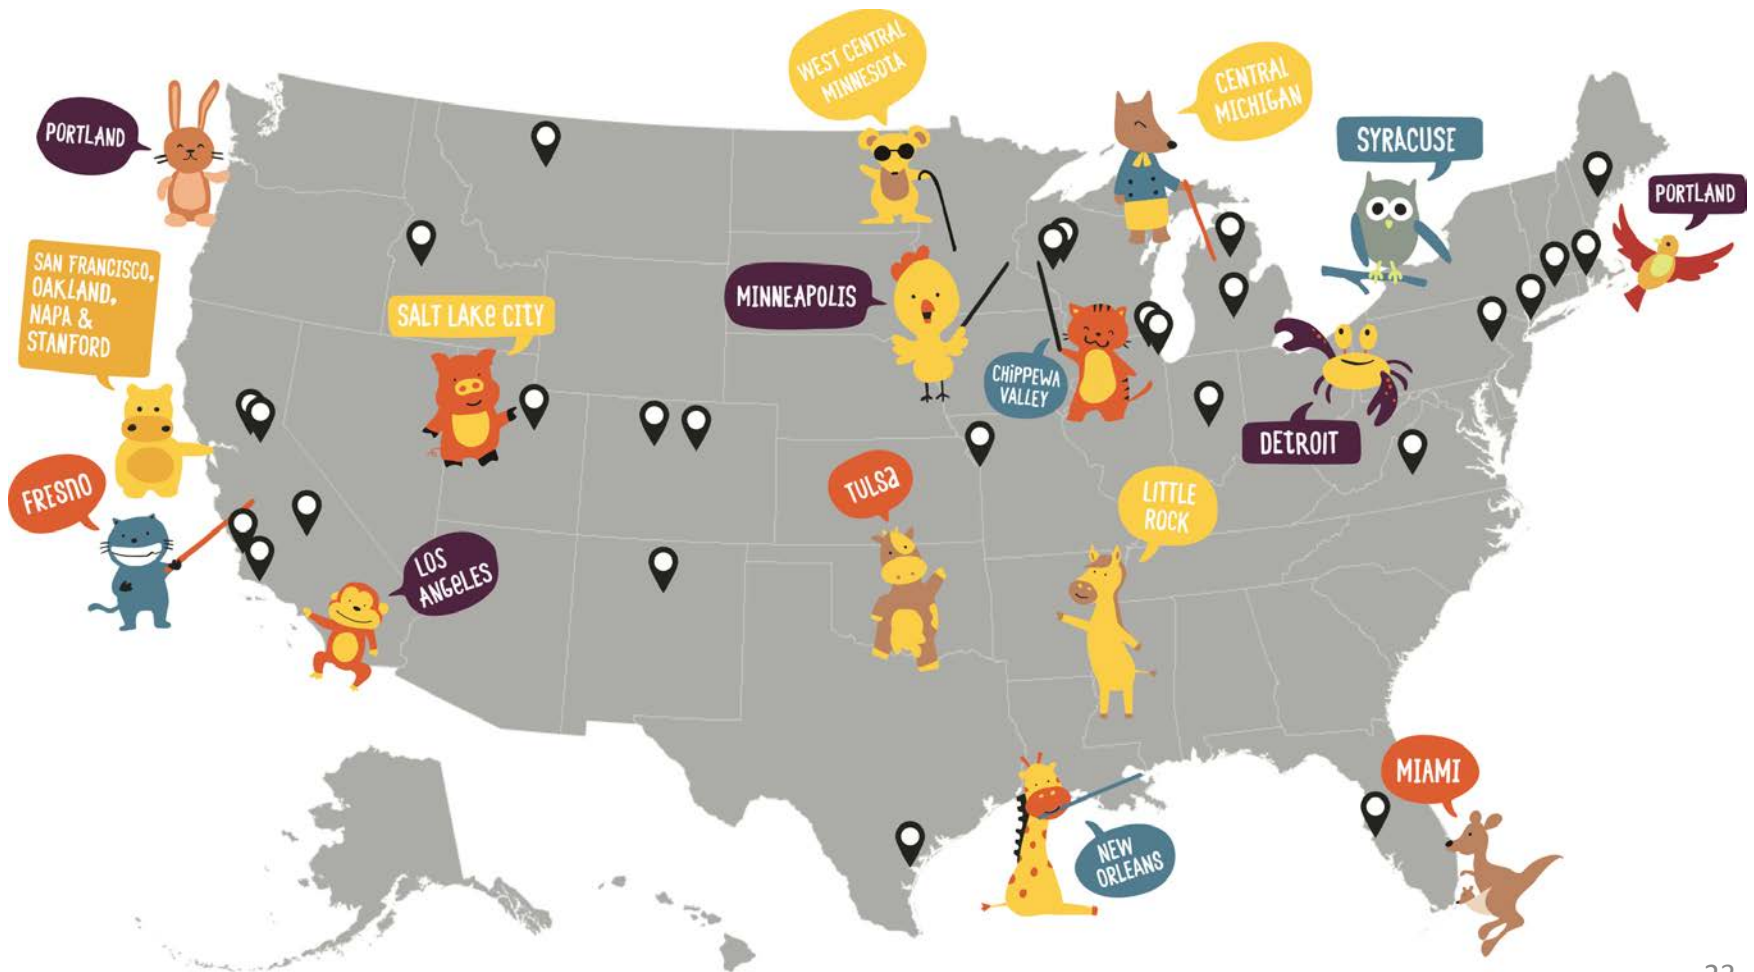 WEST CENTRAL
MINNESOTA
CENTRAL
MICHIGAN
PORTLAND
SYRACUSE
PORTLAND
SAN FRANCISCO,
OAKLAND,
NAPA &
STANFORD
SALT LAKE CITY
MINNEAPOLIS
CHIPPEWA
VALLEY
DETROIT
FRESNO
TULSA
LITTLE
ROCK
LOS
ANGELES
MIAMI
NEW
ORLEANS